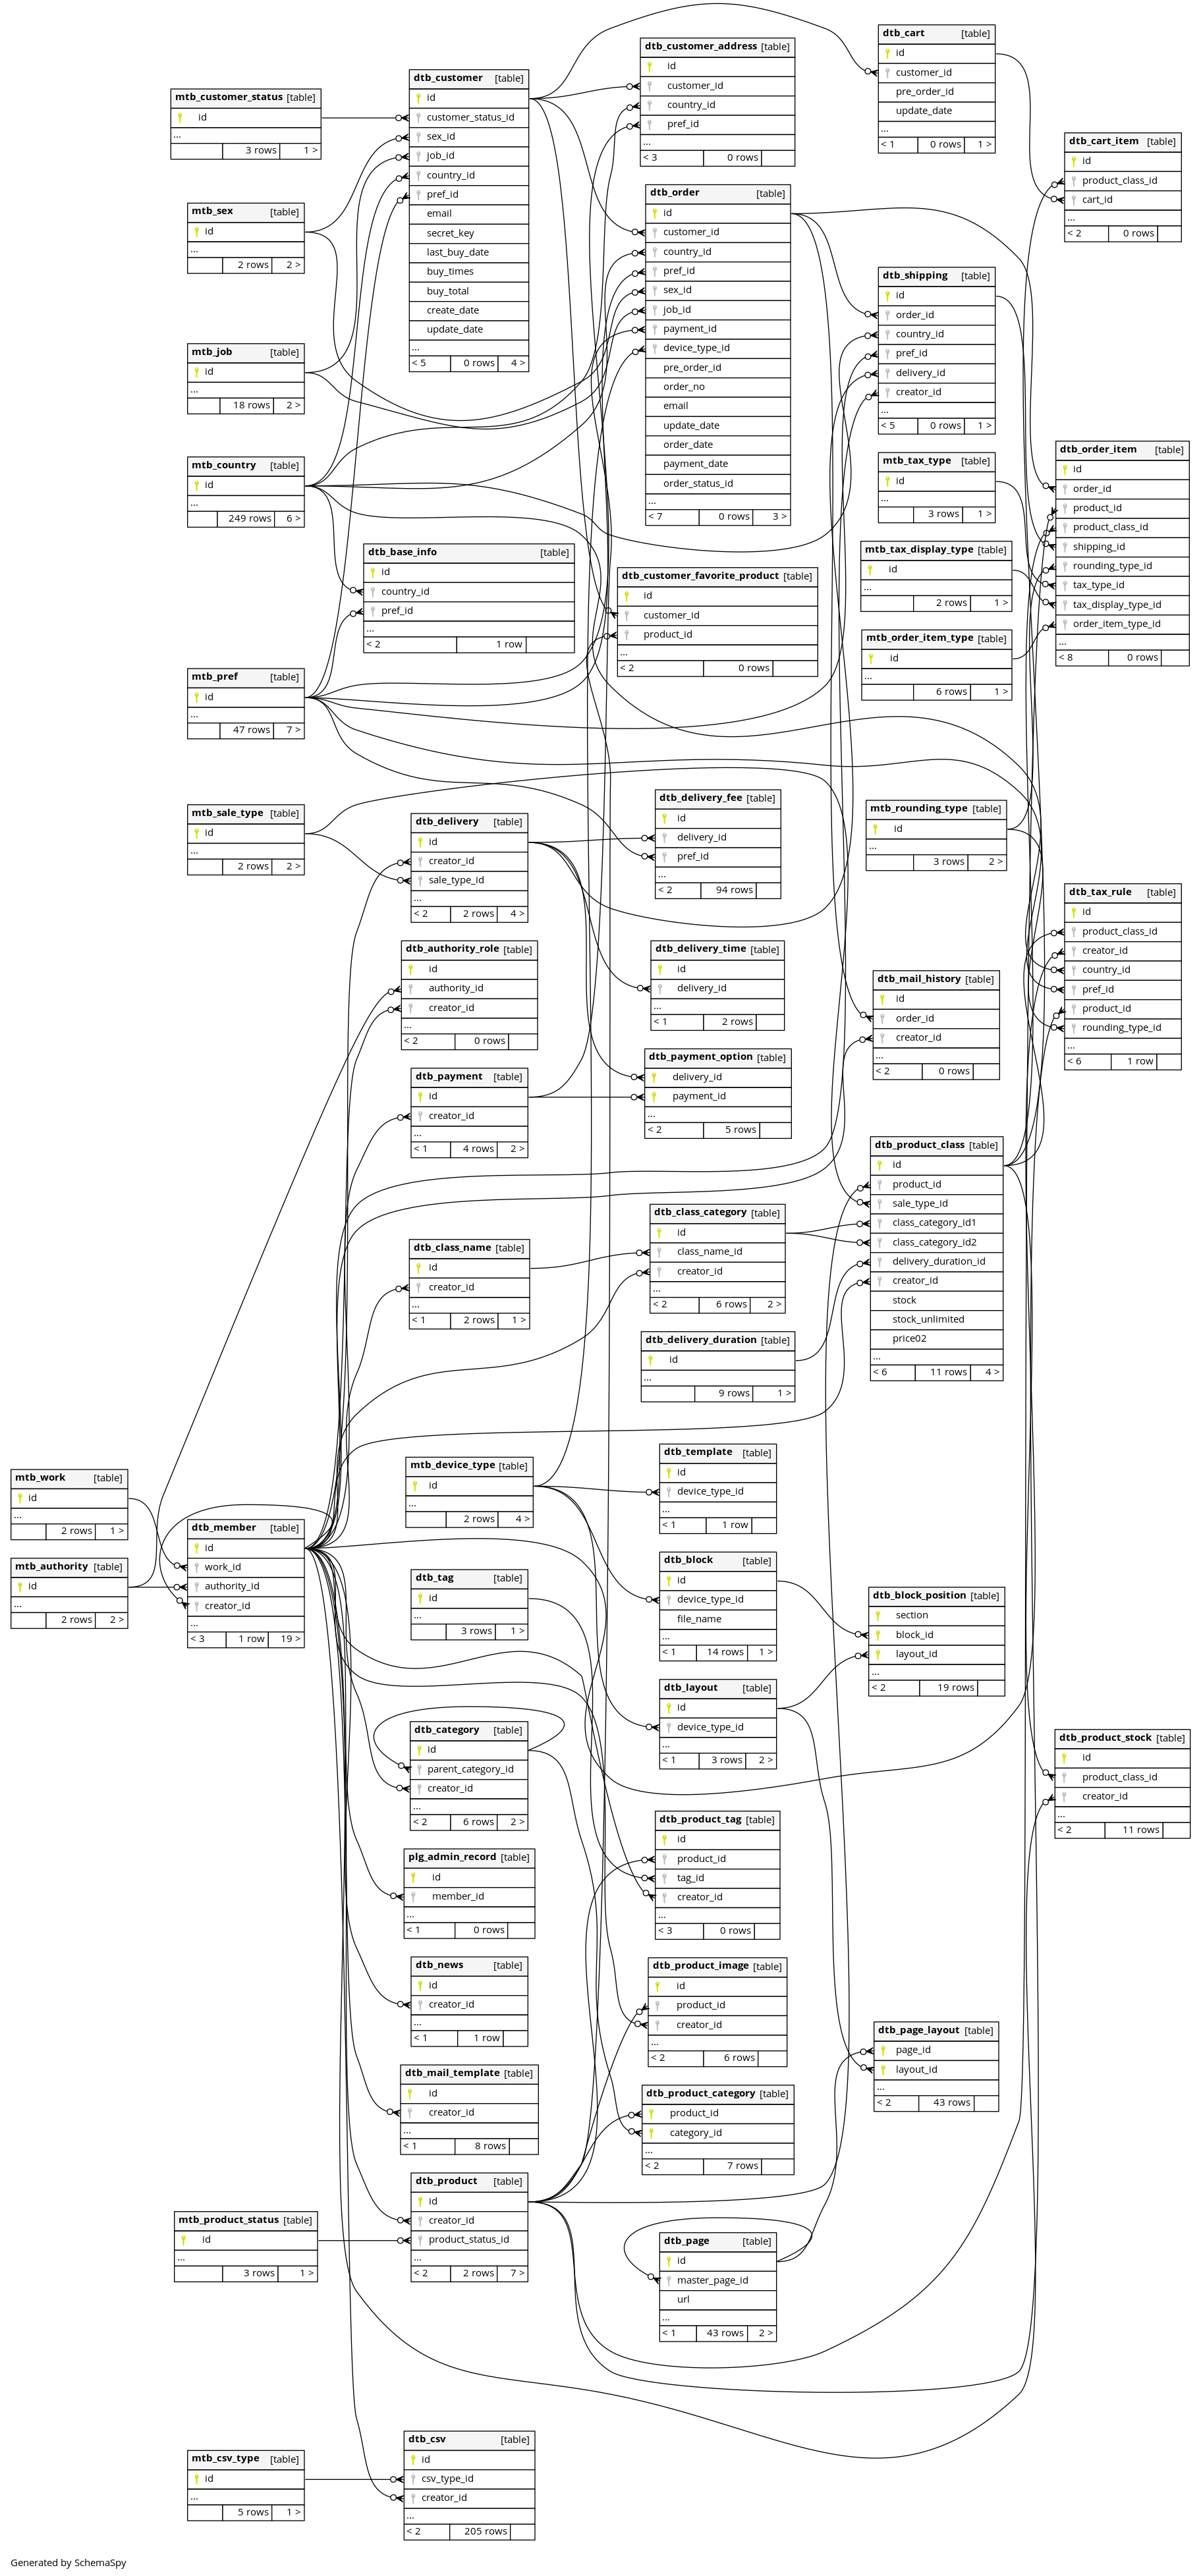 mtb_customer_status [table]
id
...
3 rows 1 >
mtb_sex [table]
id
...
2 rows 2 >
mtb_job [table]
id
...
18 rows 2 >
mtb_country [table]
id
...
249 rows 6 >
mtb_pref [table]
id
...
47 rows 7 >
mtb_sale_type [table]
id
...
2 rows 2 >
mtb_work [table]
id
...
2 rows 1 >
mtb_authority [table]
id
...
2 rows 2 >
dtb_member [table]
id
work_id
authority_id
creator_id
...
< 3 1 row 19 >
mtb_product_status [table]
id
...
3 rows 1 >
mtb_csv_type [table]
id
...
5 rows 1 >
dtb_customer [table]
id
customer_status_id
sex_id
job_id
country_id
pref_id
email
secret_key
last_buy_date
buy_times
buy_total
create_date
update_date
...
< 5 0 rows 4 >
dtb_base_info [table]
id
country_id
pref_id
...
< 2 1 row
dtb_delivery [table]
id
creator_id
sale_type_id
...
< 2 2 rows 4 >
dtb_authority_role [table]
id
authority_id
creator_id
...
< 2 0 rows
dtb_payment [table]
id
creator_id
...
< 1 4 rows 2 >
dtb_class_name [table]
id
creator_id
...
< 1 2 rows 1 >
mtb_device_type [table]
id
...
2 rows 4 >
dtb_tag [table]
id
...
3 rows 1 >
dtb_category [table]
id
parent_category_id
creator_id
...
< 2 6 rows 2 >
plg_admin_record [table]
id
member_id
...
< 1 0 rows
dtb_news [table]
id
creator_id
...
< 1 1 row
dtb_mail_template [table]
id
creator_id
...
< 1 8 rows
dtb_product [table]
id
creator_id
product_status_id
...
< 2 2 rows 7 >
dtb_csv [table]
id
csv_type_id
creator_id
...
< 2 205 rows
dtb_customer_address [table]
id
customer_id
country_id
pref_id
...
< 3 0 rows
dtb_order [table]
id
customer_id
country_id
pref_id
sex_id
job_id
payment_id
device_type_id
pre_order_id
order_no
email
update_date
order_date
payment_date
order_status_id
...
< 7 0 rows 3 >
dtb_customer_favorite_product [table]
id
customer_id
product_id
...
< 2 0 rows
dtb_delivery_fee [table]
id
delivery_id
pref_id
...
< 2 94 rows
dtb_delivery_time [table]
id
delivery_id
...
< 1 2 rows
dtb_payment_option [table]
delivery_id
payment_id
...
< 2 5 rows
dtb_class_category [table]
id
class_name_id
creator_id
...
< 2 6 rows 2 >
dtb_delivery_duration [table]
id
...
9 rows 1 >
dtb_template [table]
id
device_type_id
...
< 1 1 row
dtb_block [table]
id
device_type_id
file_name
...
< 1 14 rows 1 >
dtb_layout [table]
id
device_type_id
...
< 1 3 rows 2 >
dtb_product_tag [table]
id
product_id
tag_id
creator_id
...
< 3 0 rows
dtb_product_image [table]
id
product_id
creator_id
...
< 2 6 rows
dtb_product_category [table]
product_id
category_id
...
< 2 7 rows
dtb_page [table]
id
master_page_id
url
...
< 1 43 rows 2 >
dtb_cart [table]
id
customer_id
pre_order_id
update_date
...
< 1 0 rows 1 >
dtb_shipping [table]
id
order_id
country_id
pref_id
delivery_id
creator_id
...
< 5 0 rows 1 >
mtb_tax_type [table]
id
...
3 rows 1 >
mtb_tax_display_type [table]
id
...
2 rows 1 >
mtb_order_item_type [table]
id
...
6 rows 1 >
mtb_rounding_type [table]
id
...
3 rows 2 >
dtb_mail_history [table]
id
order_id
creator_id
...
< 2 0 rows
dtb_product_class [table]
id
product_id
sale_type_id
class_category_id1
class_category_id2
delivery_duration_id
creator_id
stock
stock_unlimited
price02
...
< 6 11 rows 4 >
dtb_block_position [table]
section
block_id
layout_id
...
< 2 19 rows
dtb_page_layout [table]
page_id
layout_id
...
< 2 43 rows
dtb_cart_item [table]
id
product_class_id
cart_id
...
< 2 0 rows
dtb_order_item [table]
id
order_id
product_id
product_class_id
shipping_id
rounding_type_id
tax_type_id
tax_display_type_id
order_item_type_id
...
< 8 0 rows
dtb_tax_rule [table]
id
product_class_id
creator_id
country_id
pref_id
product_id
rounding_type_id
...
< 6 1 row
dtb_product_stock [table]
id
product_class_id
creator_id
...
< 2 11 rows
Generated by SchemaSpy